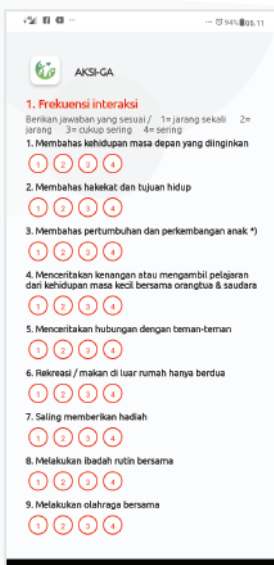 94% 05.11
AKSI-GA
1. Frekuensi interaksi
Berikan jawaban yang sesuai / 1= jarang sekali 2=
jarang 3= cukup sering 4= sering
1. Membahas kehidupan masa depan yang diinginkan
1 2 3 4
2. Membahas hakekat dan tujuan hidup
1 2 3 4
3. Membahas pertumbuhan dan perkembangan anak *)
1 2 3 4
4. Menceritakan kenangan atau mengambil pelajaran
dari kehidupan masa kecil bersama orangtua & saudara
1 2 3 4
5. Menceritakan hubungan dengan teman-teman
1 2 3 4
6. Rekreasi / makan di luar rumah hanya berdua
1 2 3 4
7. Saling memberikan hadiah
1 2 3 4
8. Melakukan ibadah rutin bersama
1 2 3 4
9. Melakukan olahraga bersama
1 2 3 4